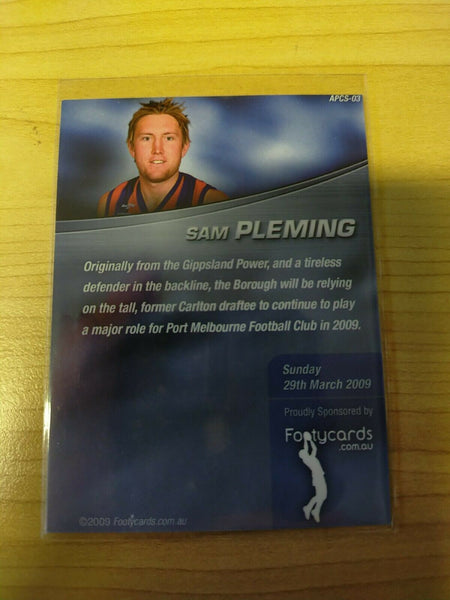 APCS-03
SAM PLEMING
Originally from the Gippsland Power, and a tireless
defender in the backline, the Borough will be relying
on the tall, former Carlton draftee to continue to play
a major role for Port Melbourne Football Club in 2009.
Sunday
29th March 2009
Proudly Sponsored by
Footycards
.com.au
©2009 Footycards.com.au